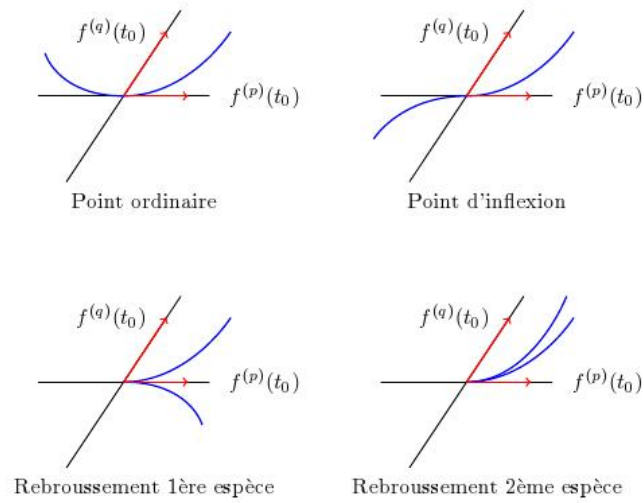 f^{(q)}(t_0)
f^{(p)}(t_0)
Point ordinaire
f^{(q)}(t_0)
f^{(p)}(t_0)
Point d'inflexion
f^{(q)}(t_0)
f^{(p)}(t_0)
Rebroussement 1ère espèce
f^{(q)}(t_0)
f^{(p)}(t_0)
Rebroussement 2ème espèce